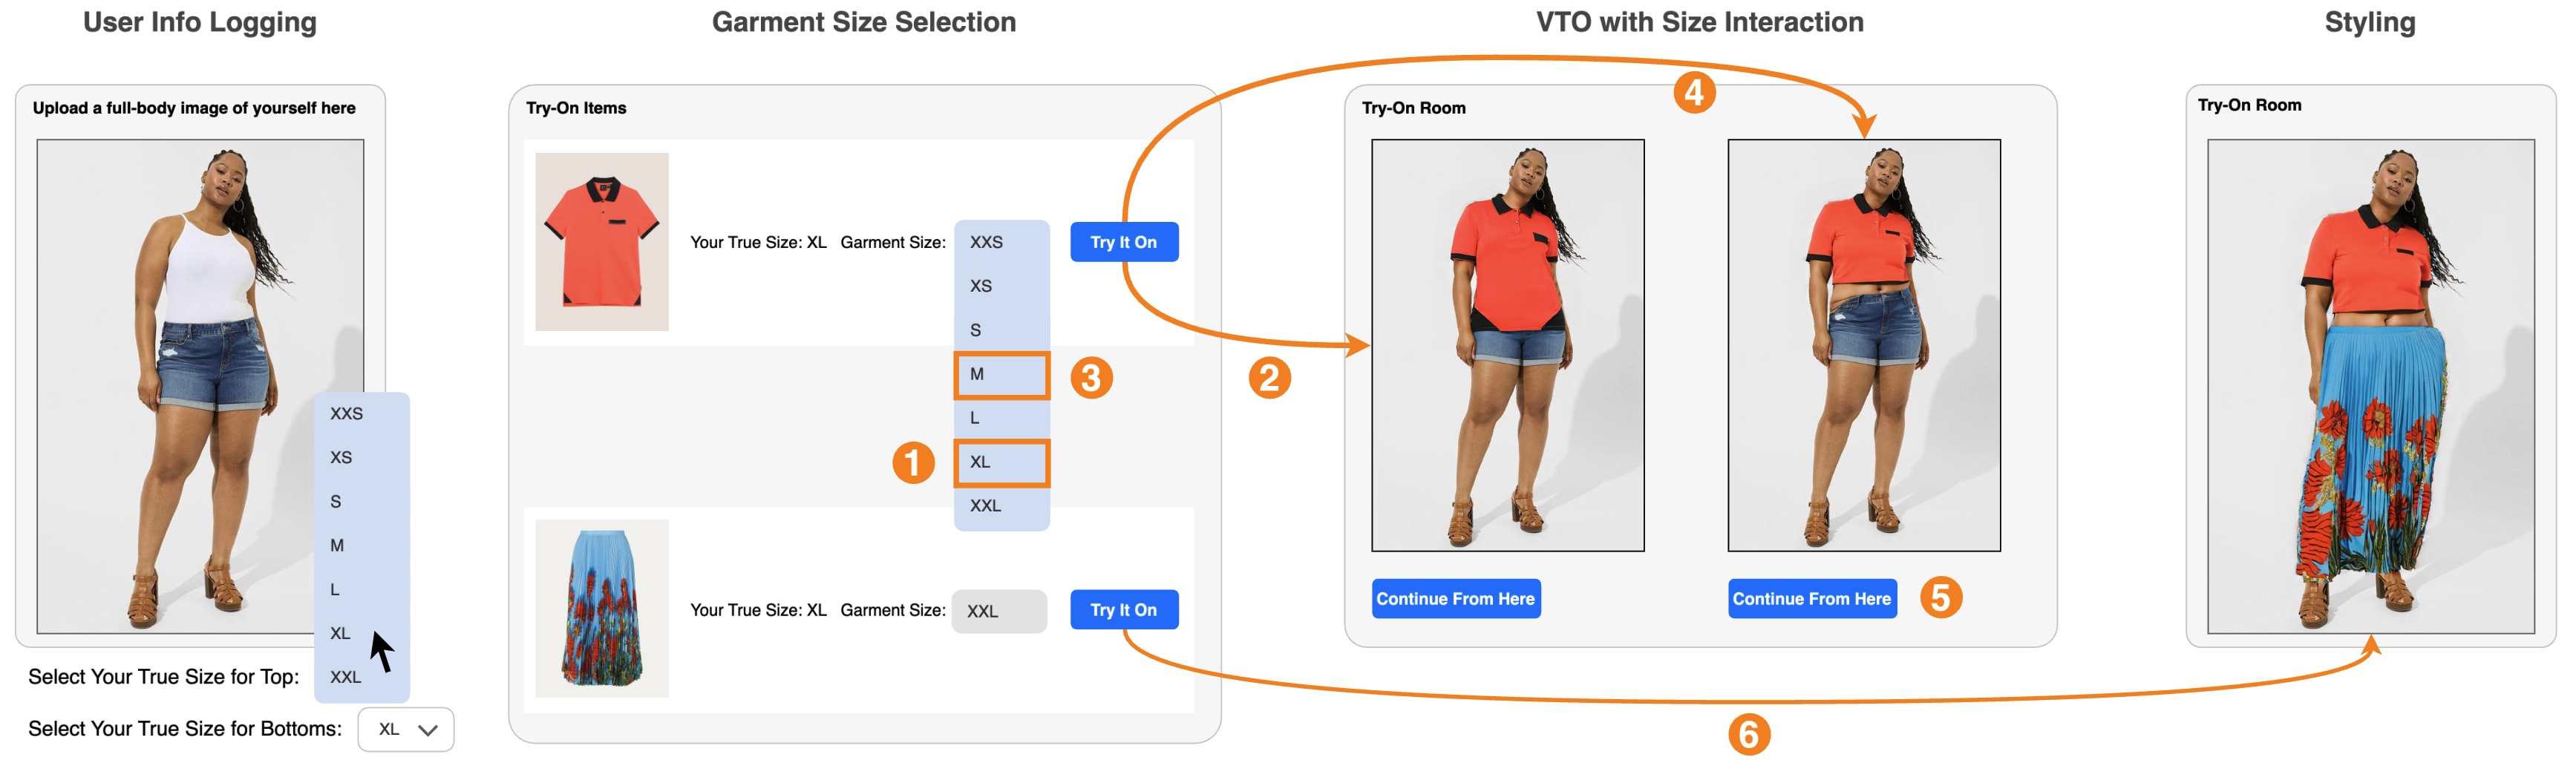 User Info Logging
Upload a full-body image of yourself here
XXS
XS
S
M
L
XL
XXL
Select Your True Size for Top:
Select Your True Size for Bottoms: XL
Garment Size Selection
Try-On Items
Your True Size: XL Garment Size: XXS Try It On
XS
S
M 3
L
1 XL
XXL
Your True Size: XL Garment Size: XXL Try It On
2
VTO with Size Interaction
4
Try-On Room
Continue From Here Continue From Here 5
6
Styling
Try-On Room